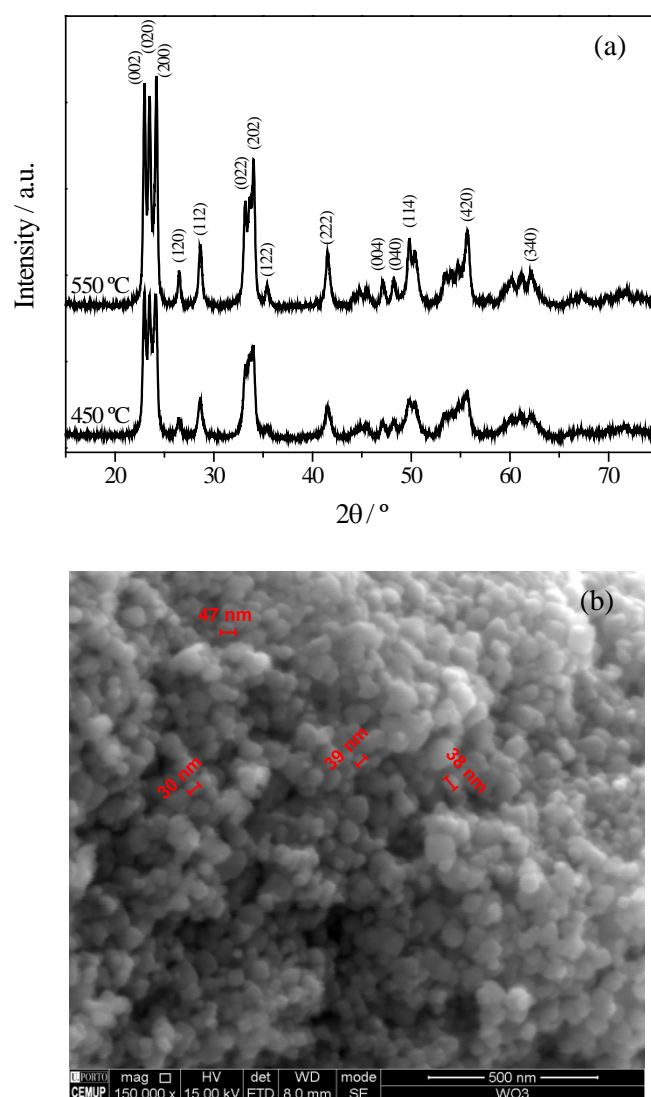 (a)
(002)
(020)
(200)
(120)
(112)
(022)
(202)
(122)
(222)
(004)
(040)
(114)
(420)
(340)
Intensity / a.u.
550 ºC
450 ºC
20 30 40 50 60 70
2θ / º
(b)
47 nm
30 nm
39 nm
38 nm
U.PORTO
CEMUP
mag HV det WD mode
150 000 x 15.00 kV ETD 8.0 mm SE
500 nm
WO3